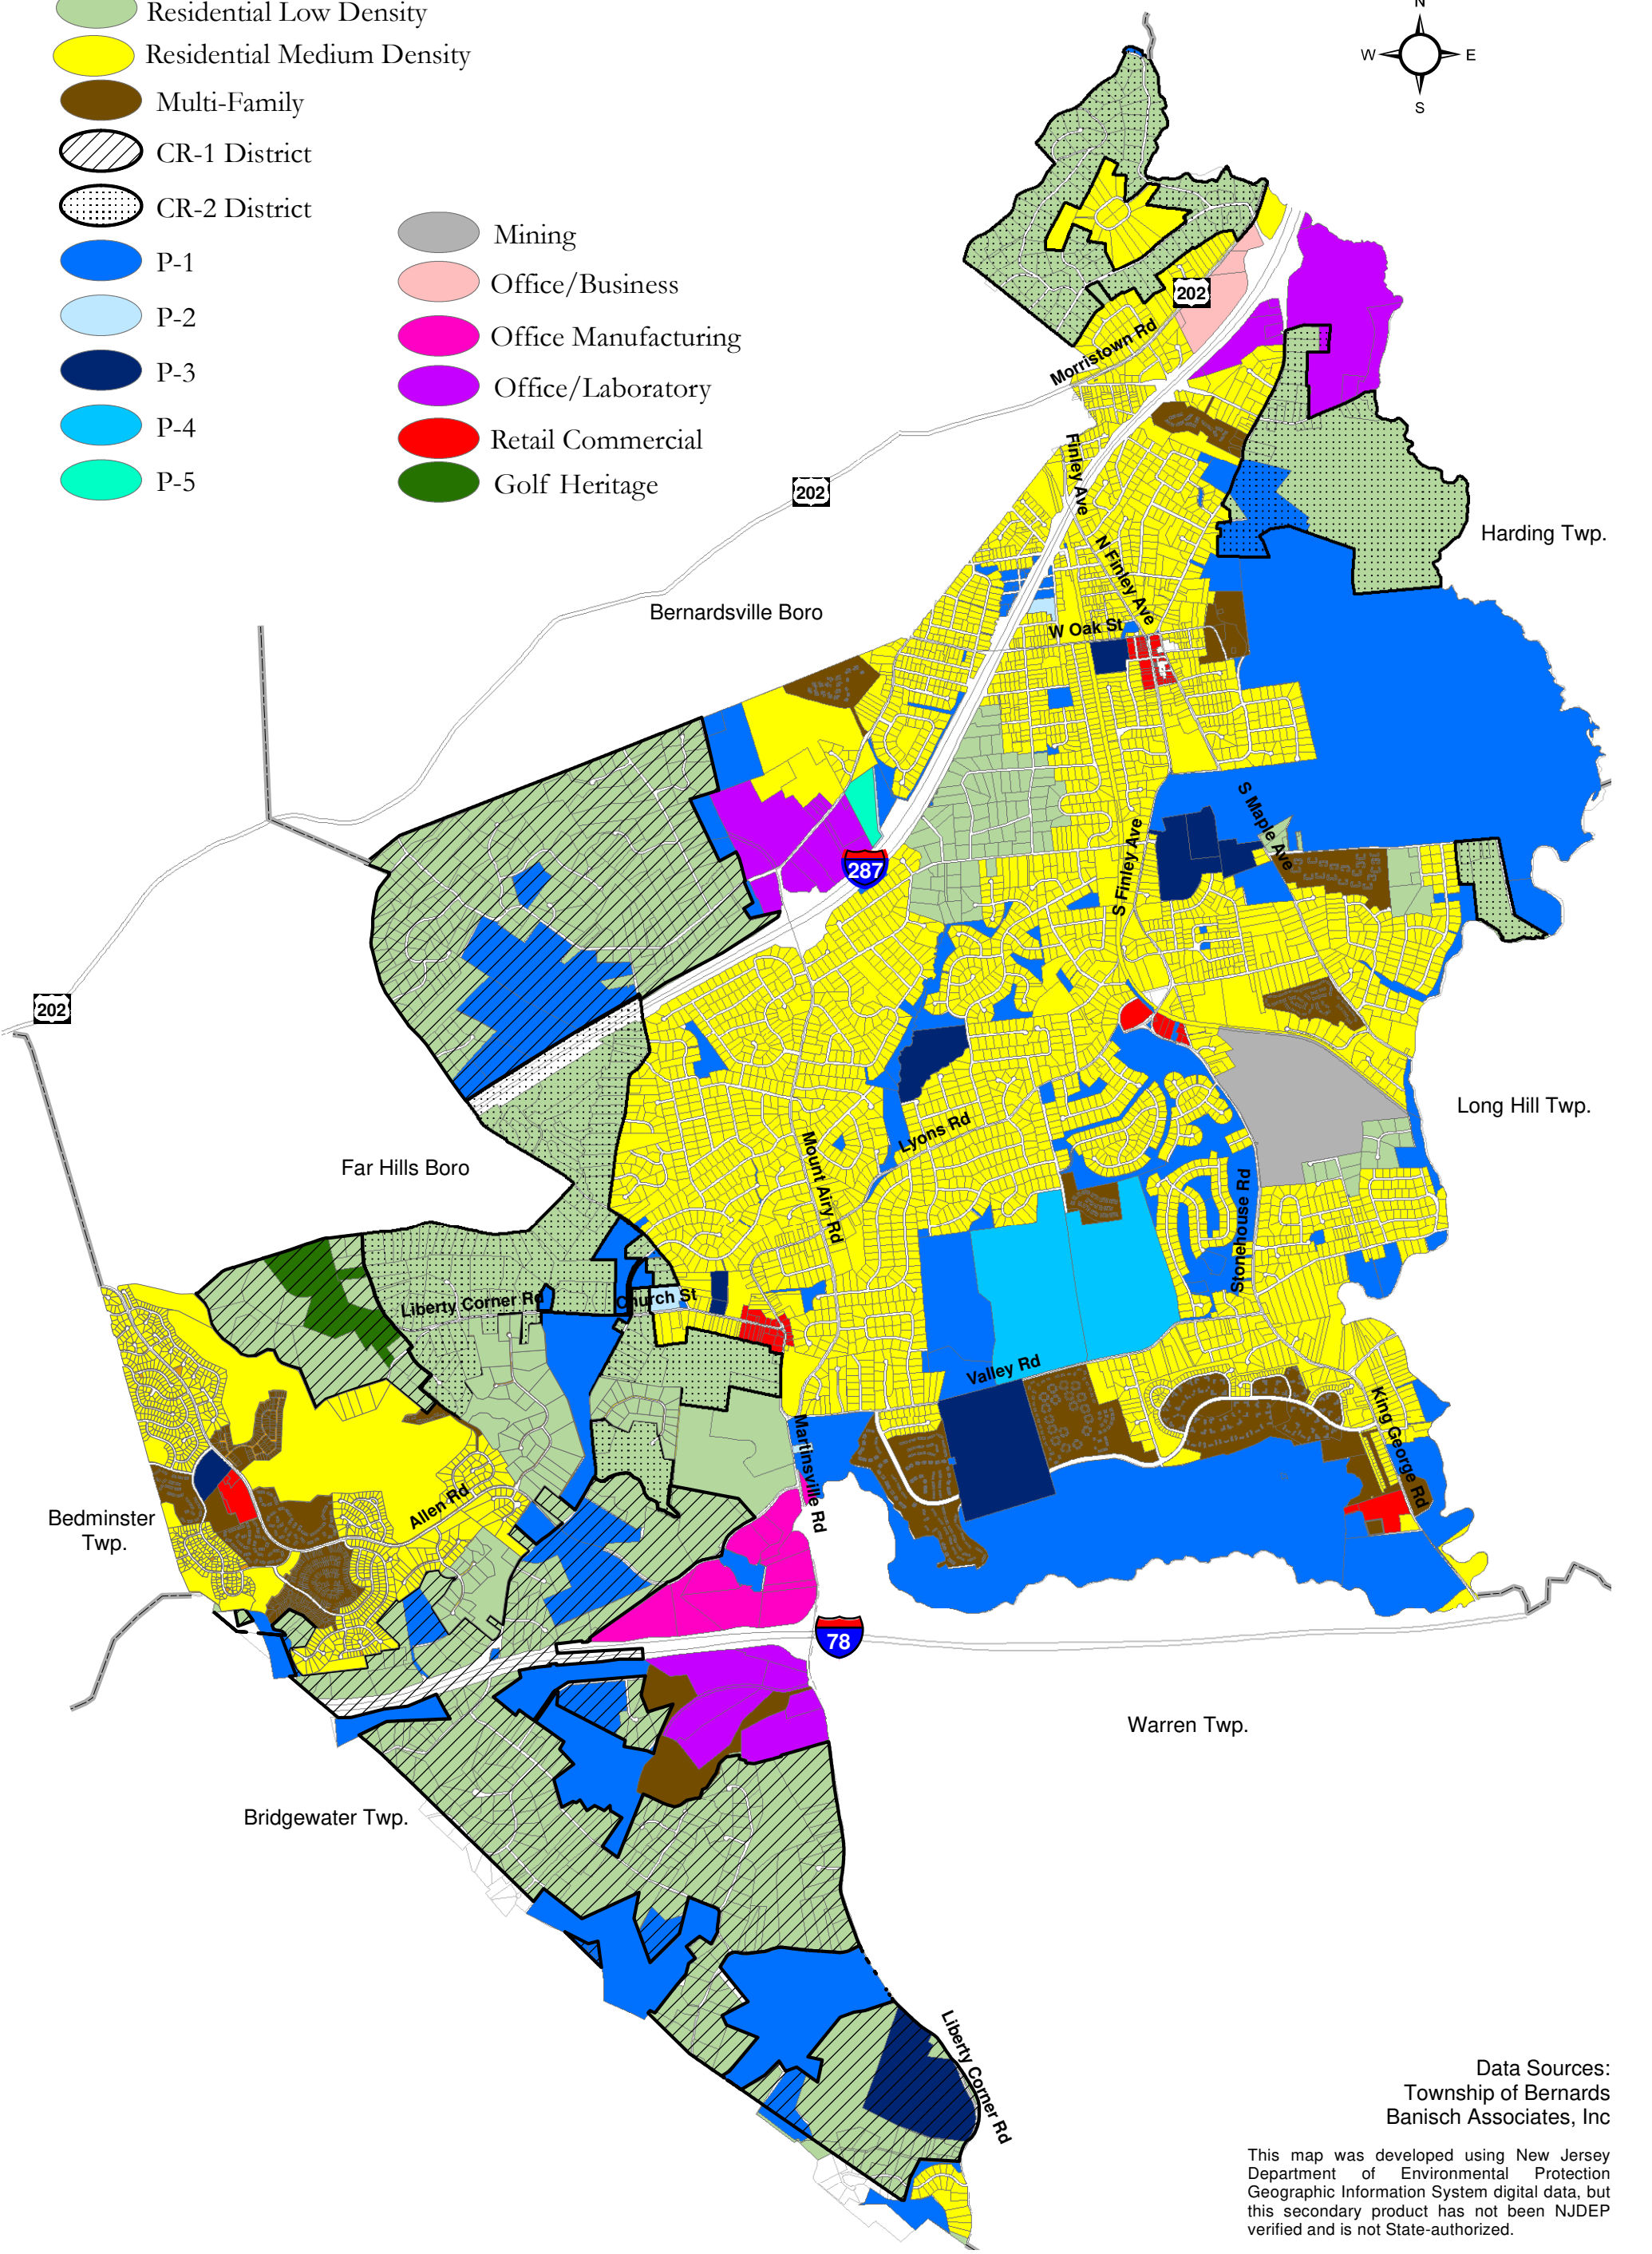 Residential Low Density
Residential Medium Density
Multi-Family
CR-1 District
CR-2 District
P-1
P-2
P-3
P-4
P-5
Mining
Office/Business
Office Manufacturing
Office/Laboratory
Retail Commercial
Golf Heritage
N
W
E
S
202
Morristown Rd
Finley Ave
202
N Finley Ave
Harding Twp.
Bernardsville Boro
W Oak St
S Maple Ave
S Finley Ave
287
202
Long Hill Twp.
Lyons Rd
Mount Airy Rd
Far Hills Boro
Stonehouse Rd
Liberty Corner Rd
Church St
Valley Rd
King George Rd
Martinsville Rd
Allen Rd
Bedminster
Twp.
78
Warren Twp.
Bridgewater Twp.
Liberty Corner Rd
Data Sources:
Township of Bernards
Banisch Associates, Inc
This map was developed using New Jersey
Department of Environmental Protection
Geographic Information System digital data, but
this secondary product has not been NJDEP
verified and is not State-authorized.